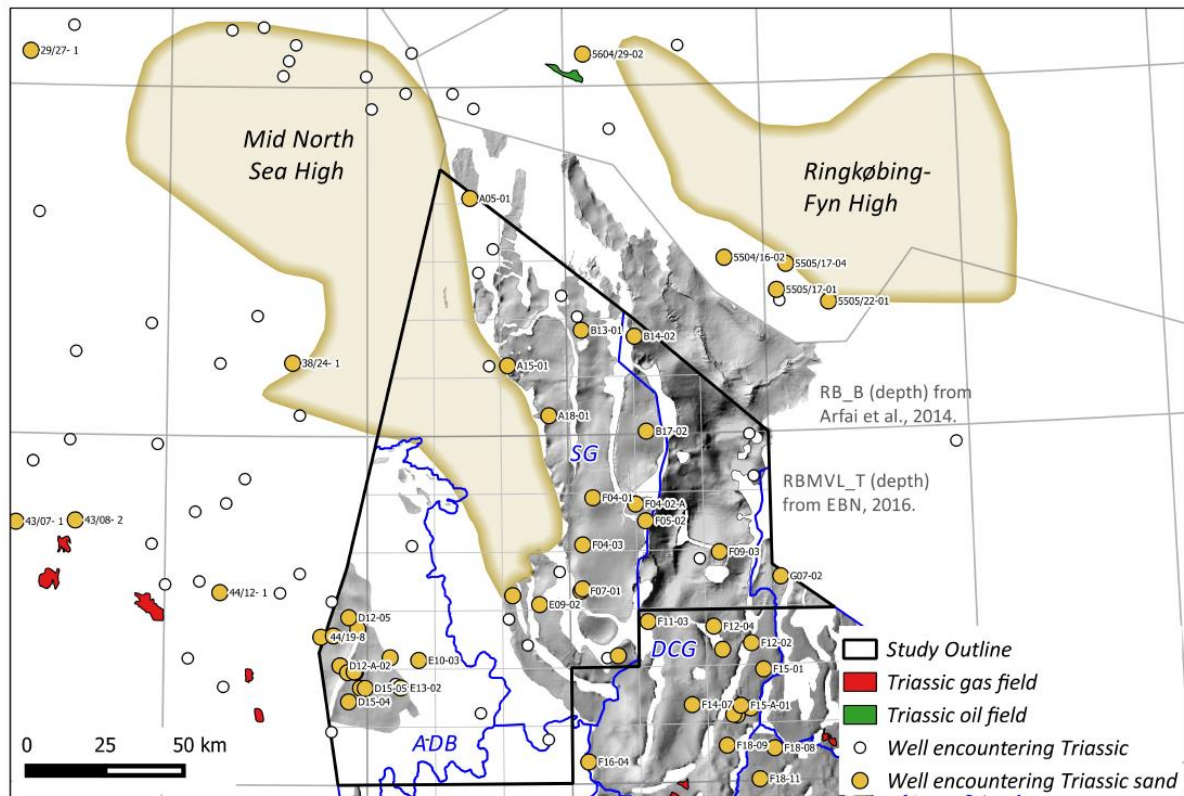 29/27- 1
5604/29-02
Mid North
Sea High
Ringkøbing-
Fyn High
A05-01
5504/16-02
5505/17-04
5505/17-01
5505/22-01
B13-01
B14-02
38/24- 1
A15-01
RB_B (depth) from
Arfai et al., 2014.
A18-01
B17-02
SG
RBMVL_T (depth)
from EBN, 2016.
F04-01
F04-02-A
43/07- 1
43/08- 2
F05-02
F04-03
F09-03
G07-02
44/12- 1
F07-01
E09-02
D12-05
F11-03
F12-04
44/19-8
DCG
F12-02
Study Outline
D12-A-02
E10-03
F15-01
Triassic gas field
D15-05
E13-02
D15-04
F14-07
F15-A-01
Triassic oil field
0 25 50 km
ADB
F18-09
F18-08
Well encountering Triassic
F16-04
F18-11
Well encountering Triassic sand